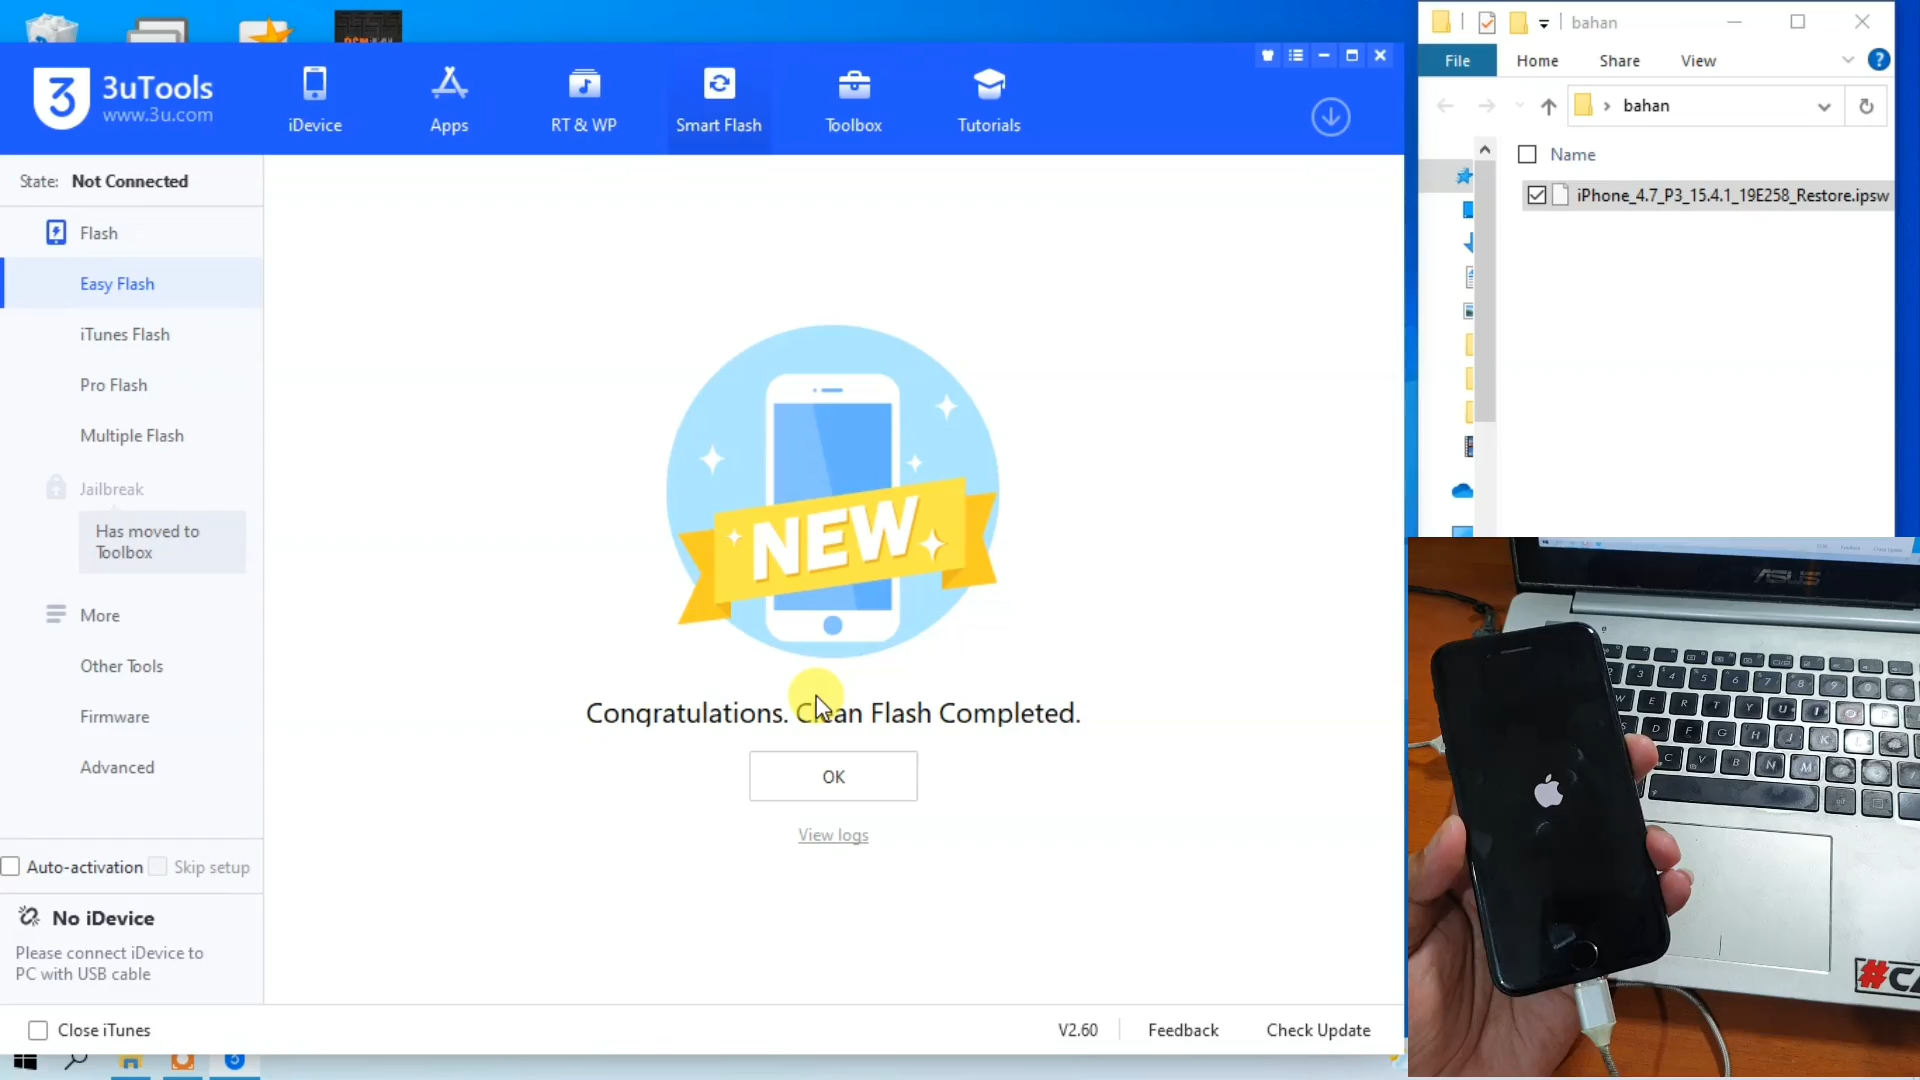 3uTools
www.3u.com
iDevice
Apps
RT & WP
Smart Flash
Toolbox
Tutorials
State: Not Connected
Flash
Easy Flash
iTunes Flash
Pro Flash
Multiple Flash
Jailbreak
Has moved to
Toolbox
More
Other Tools
Firmware
Advanced
Auto-activation
Skip setup
No iDevice
Please connect iDevice to
PC with USB cable
Close iTunes
NEW
Congratulations. Clean Flash Completed.
OK
View logs
V2.60
Feedback
Check Update
bahan
File
Home
Share
View
bahan
Name
iPhone_4.7_P3_15.4.1_19E258_Restore.ipsw
ASUS